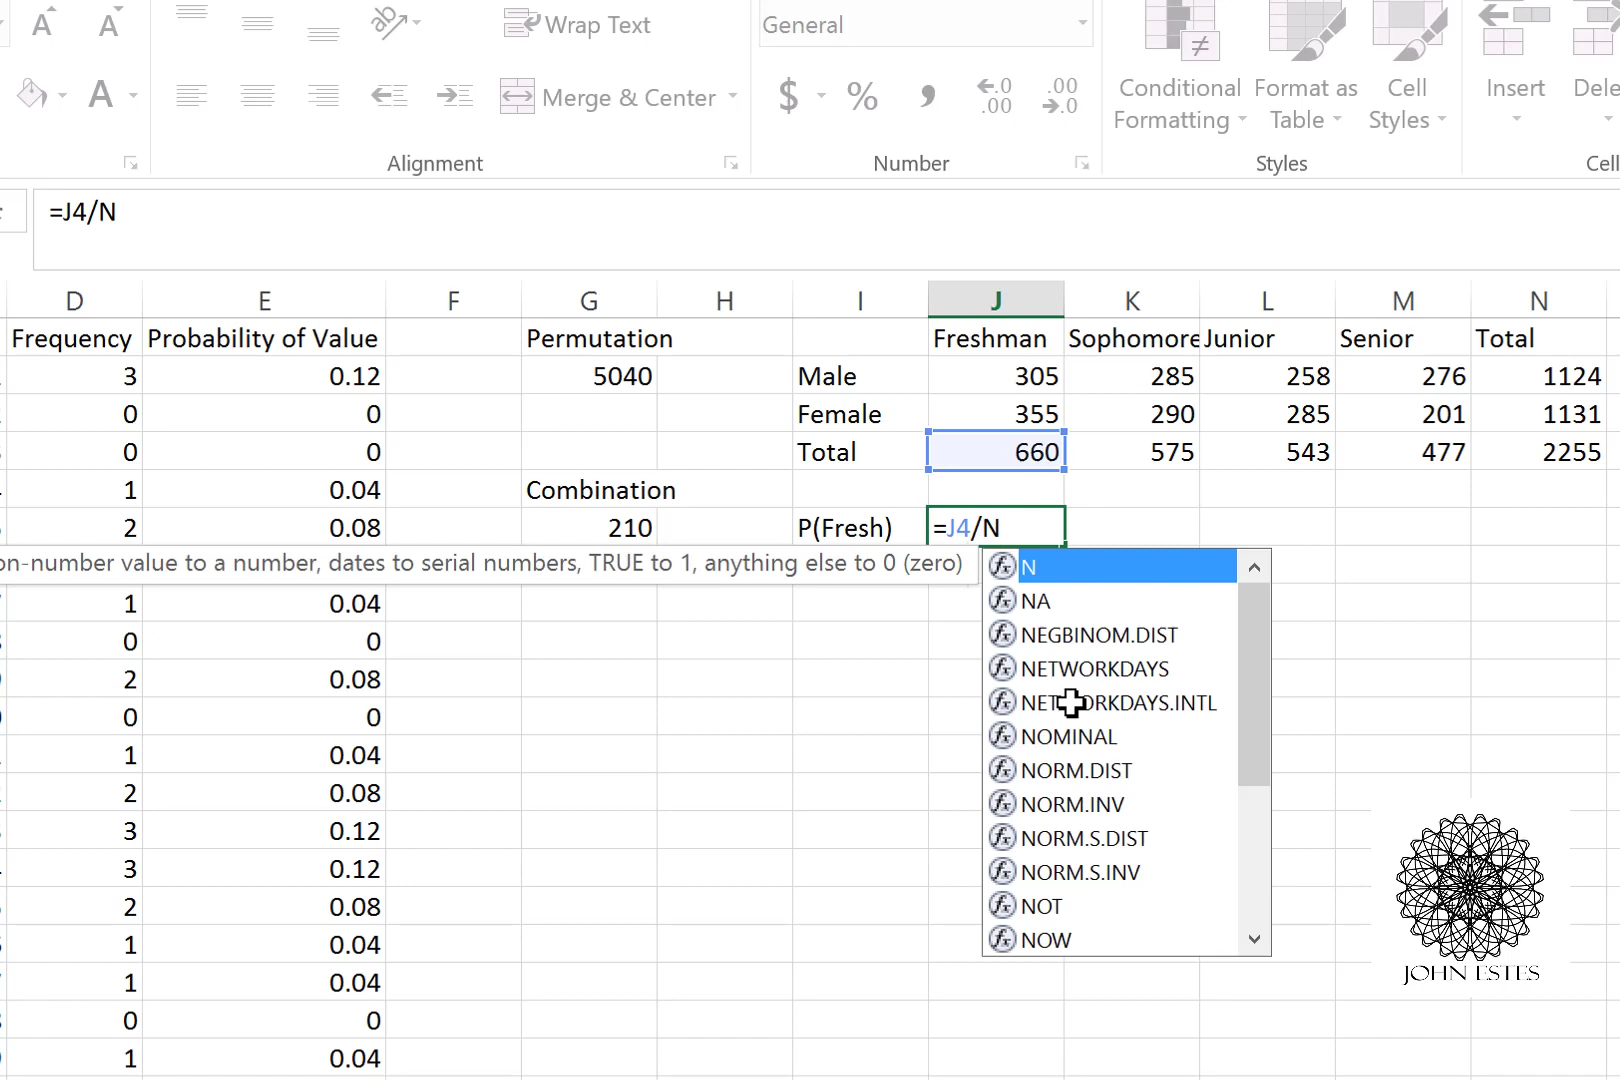 Wrap Text
General
Merge & Center
$ % , .0 .00 .00 .0
Conditional Formatting
Format as Table
Cell Styles
Insert
Dele
Alignment
Number
Styles
Cell
=J4/N
D E F G H I J K L M N
Frequency Probability of Value Permutation Freshman Sophomore Junior Senior Total
3 0.12 5040 Male 305 285 258 276 1124
0 0 Female 355 290 285 201 1131
0 0 Total 660 575 543 477 2255
1 0.04 Combination
2 0.08 210 P(Fresh) =J4/N
on-number value to a number, dates to serial numbers, TRUE to 1, anything else to 0 (zero)
N
NA
NEGBINOM.DIST
NETWORKDAYS
NETWORKDAYS.INTL
NOMINAL
NORM.DIST
NORM.INV
NORM.S.DIST
NORM.S.INV
NOT
NOW
1 0.04
0 0
2 0.08
0 0
1 0.04
2 0.08
3 0.12
3 0.12
2 0.08
1 0.04
1 0.04
0 0
1 0.04
JOHN ESTES